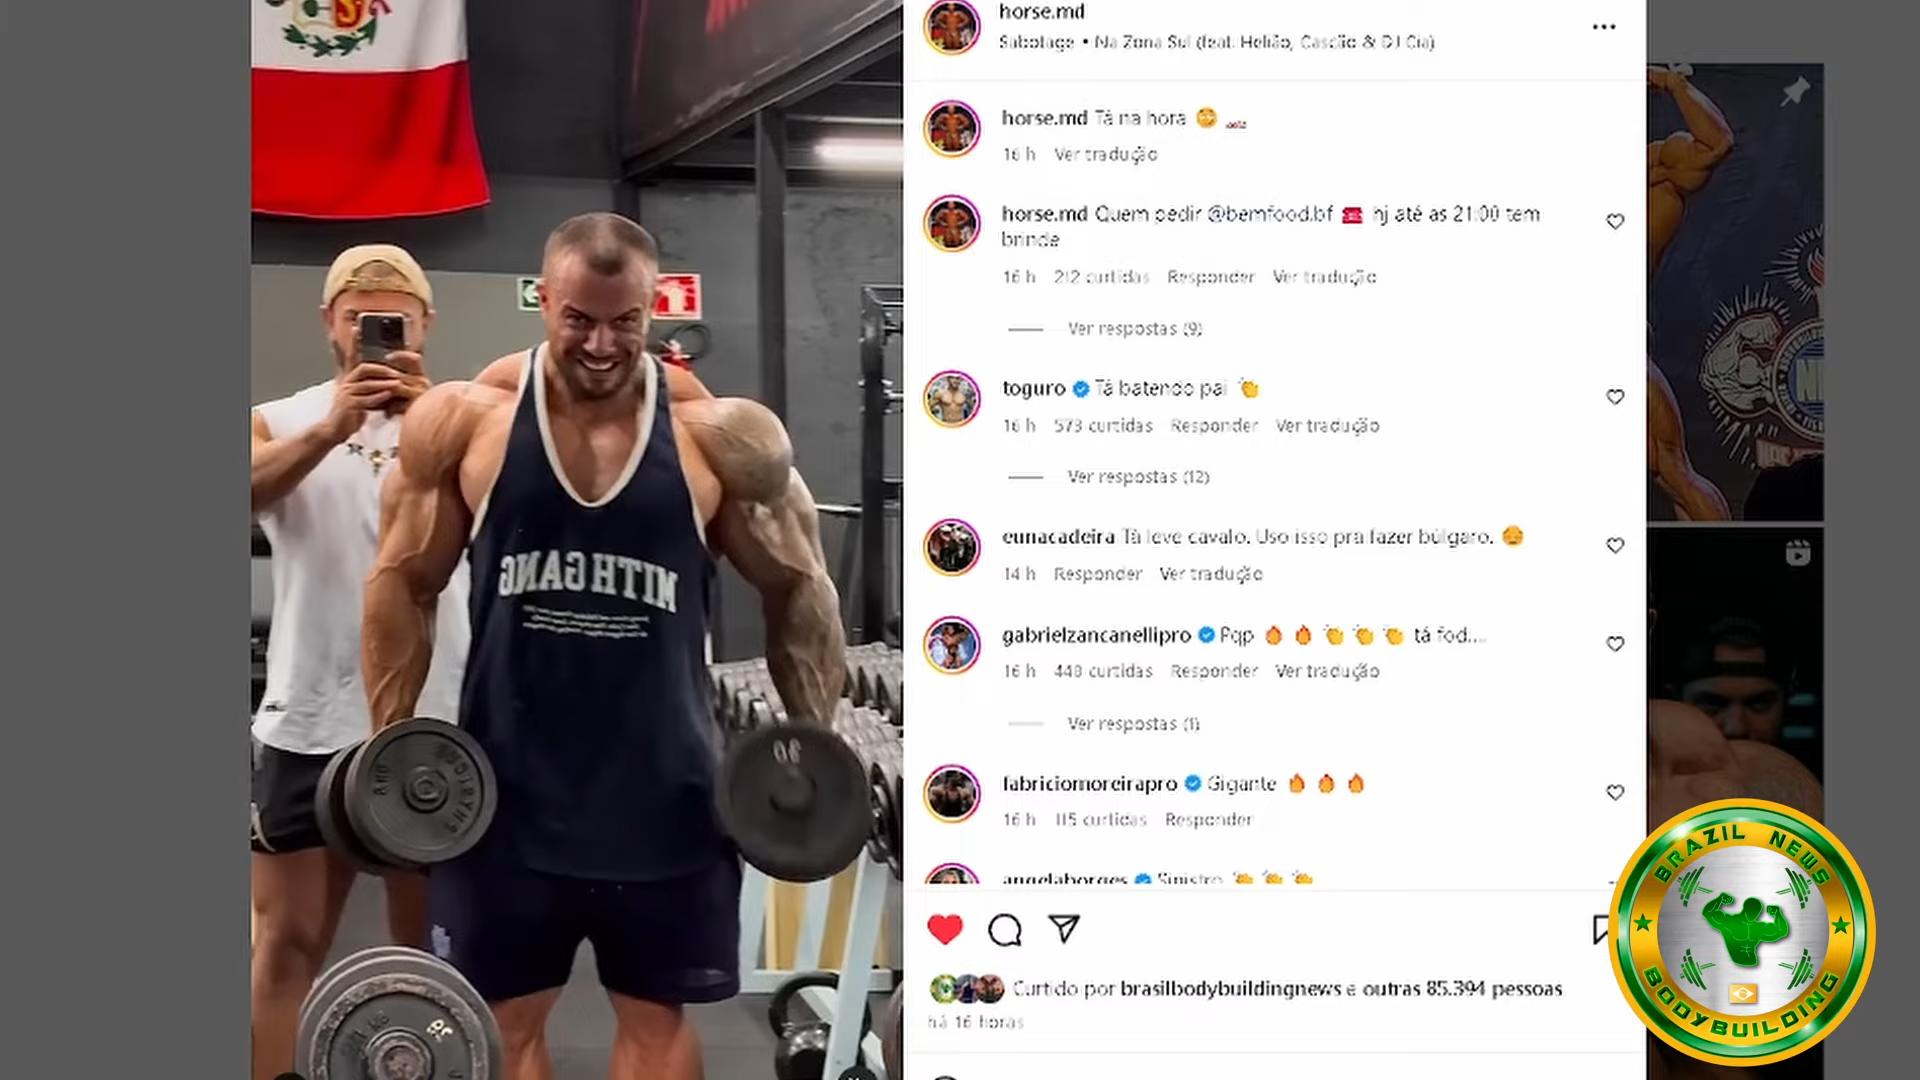 horse.md
Sabotage • Na Zona Sul (feat. Helião, Cascão & DJ Cia)
horse.md Tá na hora
16 h Ver tradução
horse.md Quem pedir @bemfood.bf hj até as 21:00 tem
brinde
16 h 212 curtidas Responder Ver tradução
Ver respostas (9)
toguro Tá batendo pai
16 h 573 curtidas Responder Ver tradução
Ver respostas (12)
eunacadeira Tá leve cavalo. Uso isso pra fazer búlgaro.
14 h Responder Ver tradução
gabrielzancanellipro Pqp tá fod....
16 h 448 curtidas Responder Ver tradução
Ver respostas (1)
fabriciomoreirapro Gigante
16 h 115 curtidas Responder
angelaborges Sinistro
Curtido por brasilbodybuildingnews e outras 85.394 pessoas
há 16 horas
MITH GANG
30
BRAZIL NEWS
BODYBUILDING